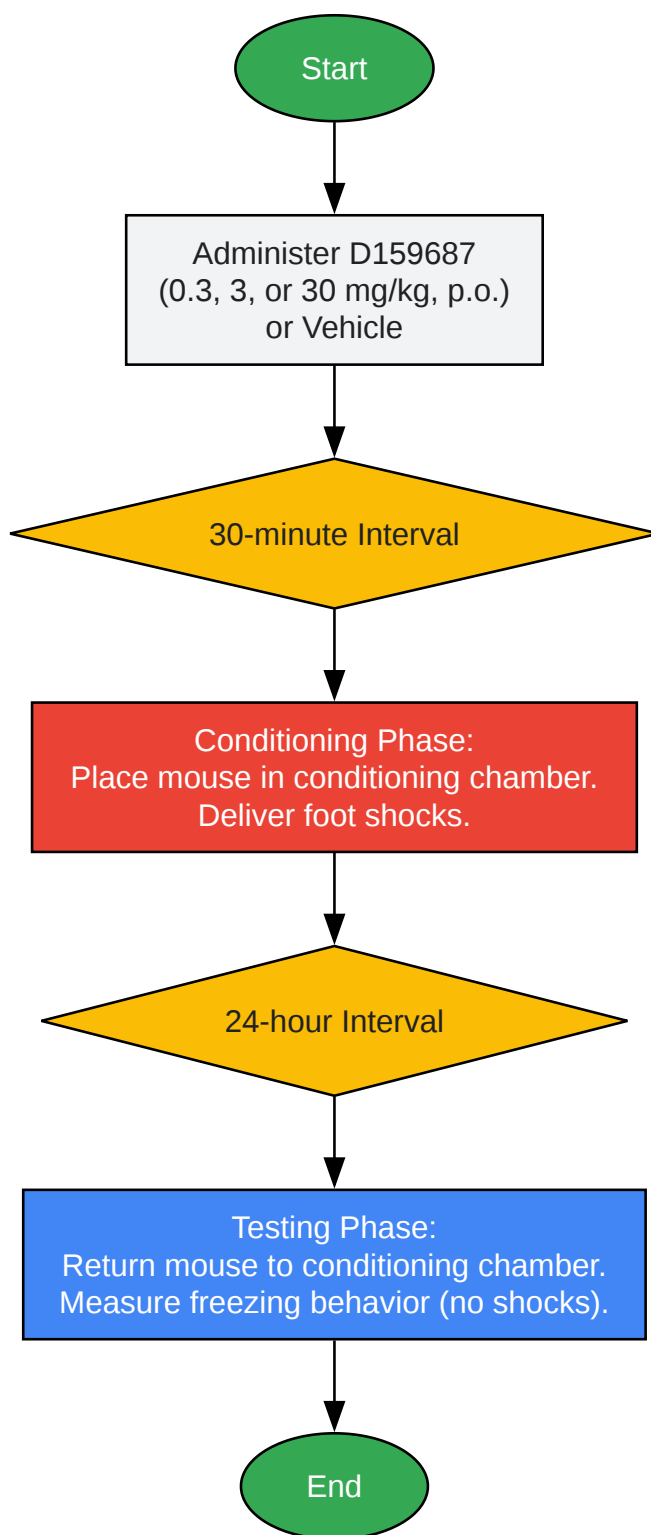 Start
Administer D159687
(0.3, 3, or 30 mg/kg, p.o.)
or Vehicle
30-minute Interval
Conditioning Phase:
Place mouse in conditioning chamber.
Deliver foot shocks.
24-hour Interval
Testing Phase:
Return mouse to conditioning chamber.
Measure freezing behavior (no shocks).
End